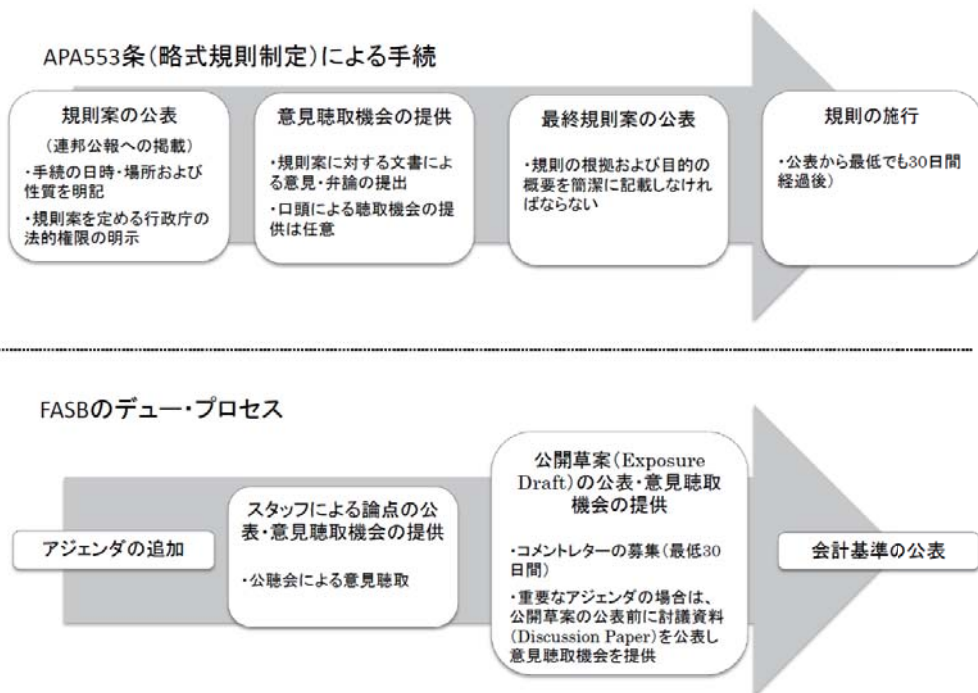 APA553条(略式規則制定)による手続
規則案の公表
(連邦公報への掲載)
・手続の日時・場所および
性質を明記
・規則案を定める行政庁の
法的権限の明示
意見聴取機会の提供
・規則案に対する文書によ
る意見・弁論の提出
・口頭による聴取機会の提
供は任意
最終規則案の公表
・規則の根拠および目的の
概要を簡潔に記載しなけれ
ばならない
規則の施行
・公表から最低でも30日間
経過後)
FASBのデュー・プロセス
アジェンダの追加
スタッフによる論点の公
表・意見聴取機会の提供
・公聴会による意見聴取
公開草案(Exposure
Draft)の公表・意見聴取
機会の提供
・コメントレターの募集(最低30
日間)
・重要なアジェンダの場合は、
公開草案の公表前に討議資料
(Discussion Paper)を公表し
意見聴取機会を提供
会計基準の公表